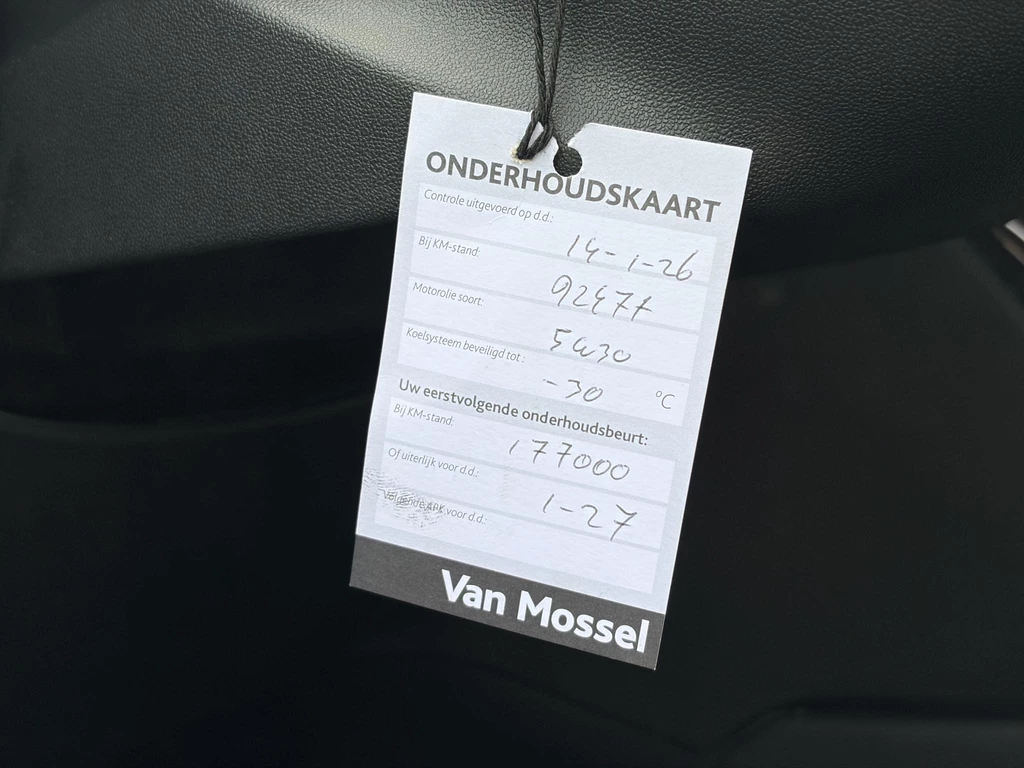 ONDERHOUDSKAART
Controle uitgevoerd op d.d.:
14-1-26
Bij KM-stand:
92477
Motorolie soort:
5W30
Koelsysteem beveiligd tot:
-30 °C
Uw eerstvolgende onderhoudsbeurt:
Bij KM-stand:
177000
Of uiterlijk voor d.d.:
1-27
Volgende APK voor d.d.:
Van Mossel